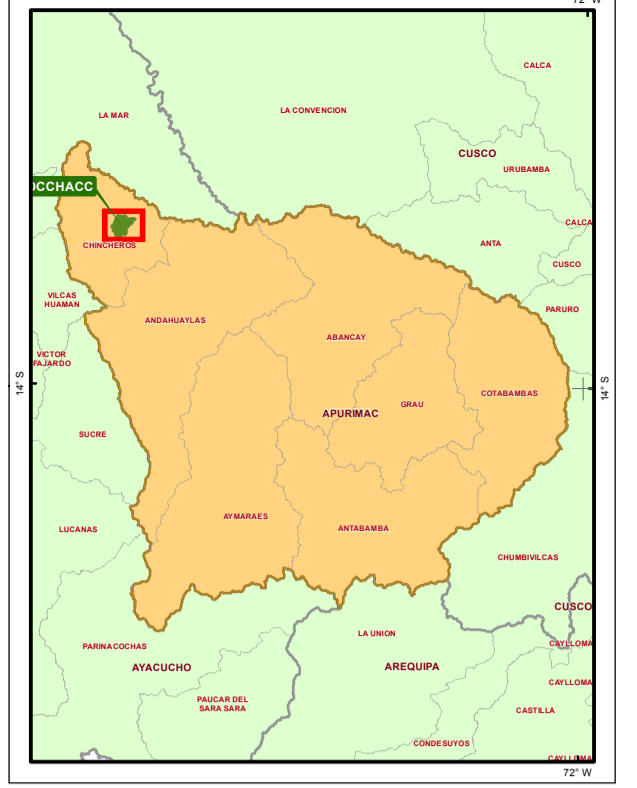 72° W
CALCA
LA MAR
LA CONVENCION
CUSCO
URUBAMBA
OCCHACC
CALCA
CHINCHEROS
ANTA
CUSCO
VILCAS
HUAMAN
PARURO
ANDAHUAYLAS
ABANCAY
VICTOR
FAJARDO
14° S
14° S
COTABAMBAS
GRAU
APURIMAC
SUCRE
AYMARAES
LUCANAS
ANTABAMBA
CHUMBIVILCAS
CUSCO
LA UNION
CAYLLOMA
PARINACOCHAS
AYACUCHO
AREQUIPA
CAYLLOMA
PAUCAR DEL
SARA SARA
CASTILLA
CONDESUYOS
CAYLLOMA
72° W